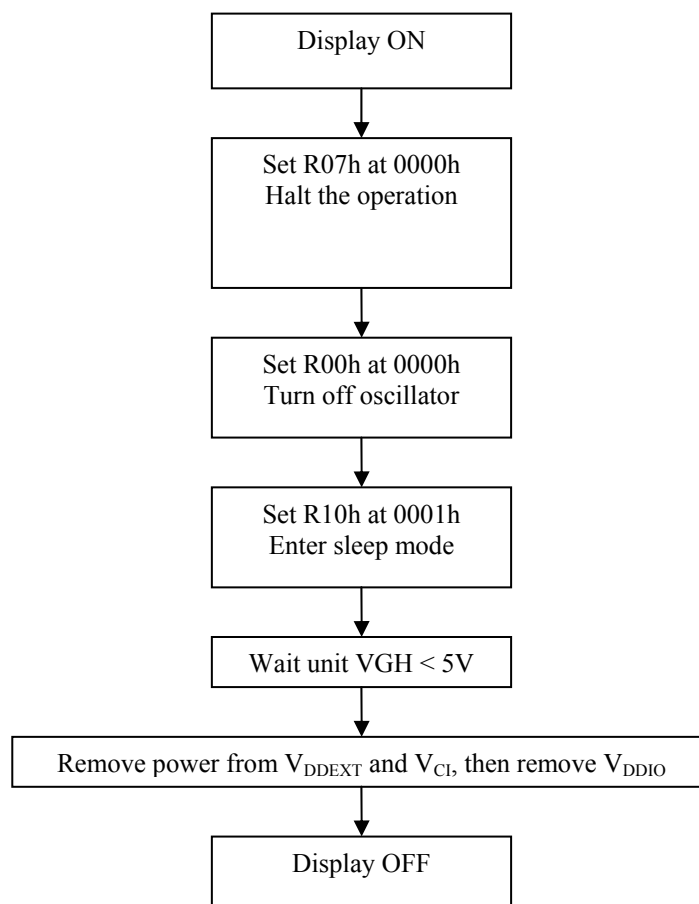 Display ON
Set R07h at 0000h
Halt the operation
Set R00h at 0000h
Turn off oscillator
Set R10h at 0001h
Enter sleep mode
Wait unit VGH < 5V
Remove power from VDDEXT and VCI, then remove VDDIO
Display OFF